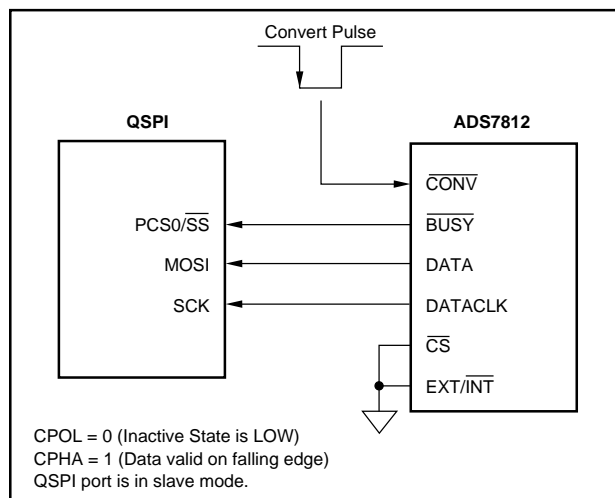 Convert Pulse
QSPI
ADS7812
CONV
PCS0/SS
BUSY
MOSI
DATA
SCK
DATACLK
CS
EXT/INT
CPOL = 0 (Inactive State is LOW)
CPHA = 1 (Data valid on falling edge)
QSPI port is in slave mode.